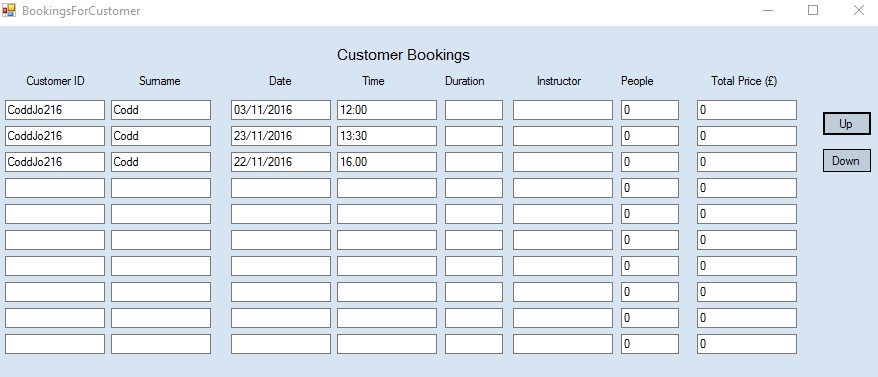 BookingsForCustomer
Customer Bookings
Customer ID Surname Date Time Duration Instructor People Total Price (£)
CoddJo216 Codd 03/11/2016 12:00 0 0
Up
CoddJo216 Codd 23/11/2016 13:30 0 0
CoddJo216 Codd 22/11/2016 16.00 0 0
Down
0 0
0 0
0 0
0 0
0 0
0 0
0 0